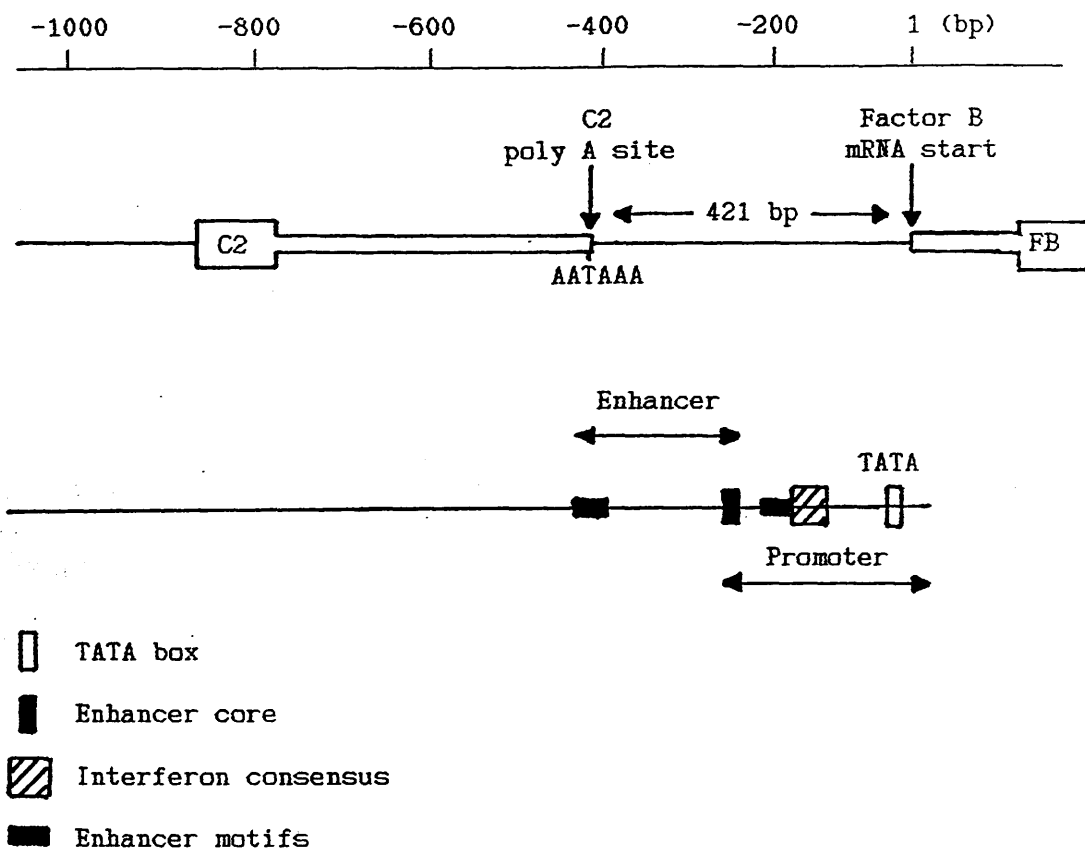 -1000 -800 -600 -400 -200 1 (bp)
C2
poly A site
Factor B
mRNA start
421 bp
C2
FB
AATAAA
Enhancer
TATA
Promoter
TATA box
Enhancer core
Interferon consensus
Enhancer motifs